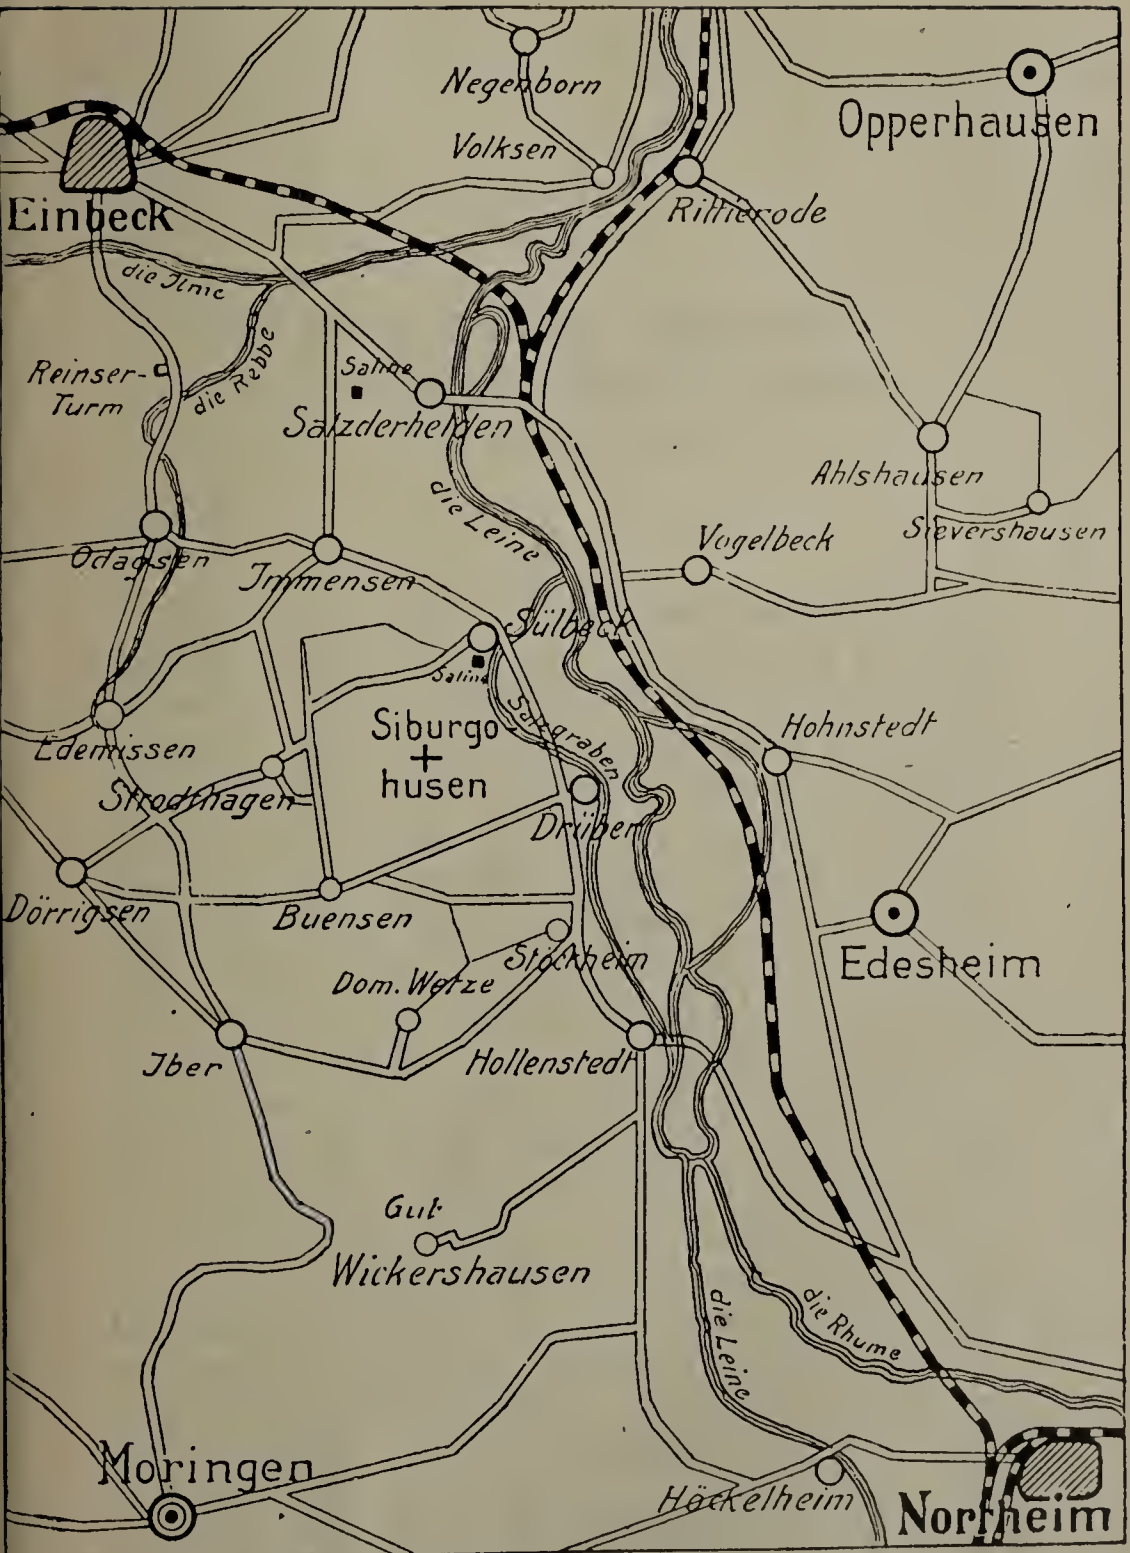 Negenborn
Opperhausen
Volksen
Einbeck
Rittierode
die Ilme
Reinser-
Turm
die Rebbe
Saline
Salzderhelden
Ahlshausen
die Leine
Sievershausen
Vogelbeck
Odagsen
Immensen
Sülbeck
Saline
Salzgraben
Siburgo
+
husen
Hohnstedt
Edemissen
Strodthagen
Drüber
Dörrigsen
Buensen
Stöckheim
Edesheim
Dom. Wetze
Iber
Hollenstedt
Gut
Wickershausen
die Leine
die Rhume
Moringen
Höckelheim
Northeim